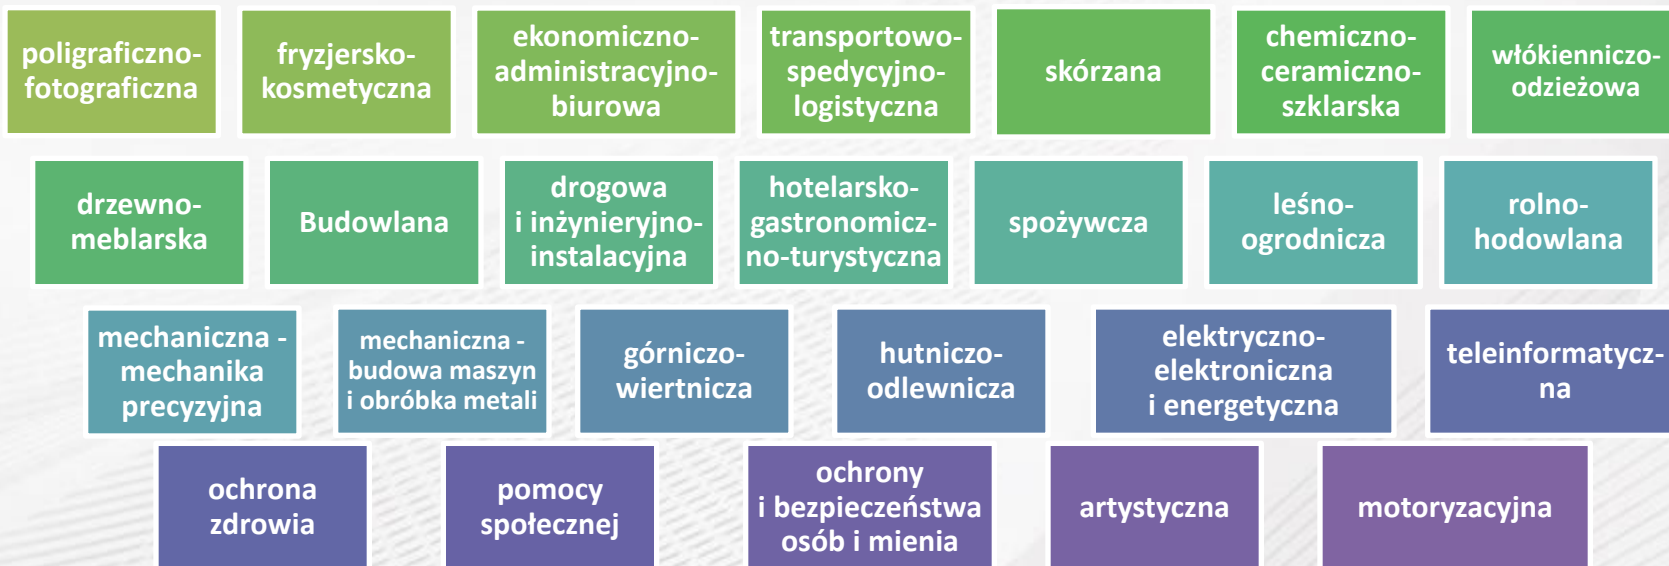 poligraficzno-
fotograficzna
fryzjersko-
kosmetyczna
ekonomiczno-
administracyjno-
biurowa
transportowo-
spedycyjno-
logistyczna
skórzana
chemiczno-
ceramiczno-
szklarska
włókienniczo-
odzieżowa
drzewno-
meblarska
Budowlana
drogowa
i inżynieryjno-
instalacyjna
hotelarsko-
gastronomicz-
no-turystyczna
spożywcza
leśno-
ogrodnicza
rolno-
hodowlana
mechaniczna -
mechanika
precyzyjna
mechaniczna -
budowa maszyn
i obróbka metali
górniczo-
wiertnicza
hutniczo-
odlewnicza
elektryczno-
elektroniczna
i energetyczna
teleinformatycz-
na
ochrona
zdrowia
pomocy
społecznej
ochrony
i bezpieczeństwa
osób i mienia
artystyczna
motoryzacyjna